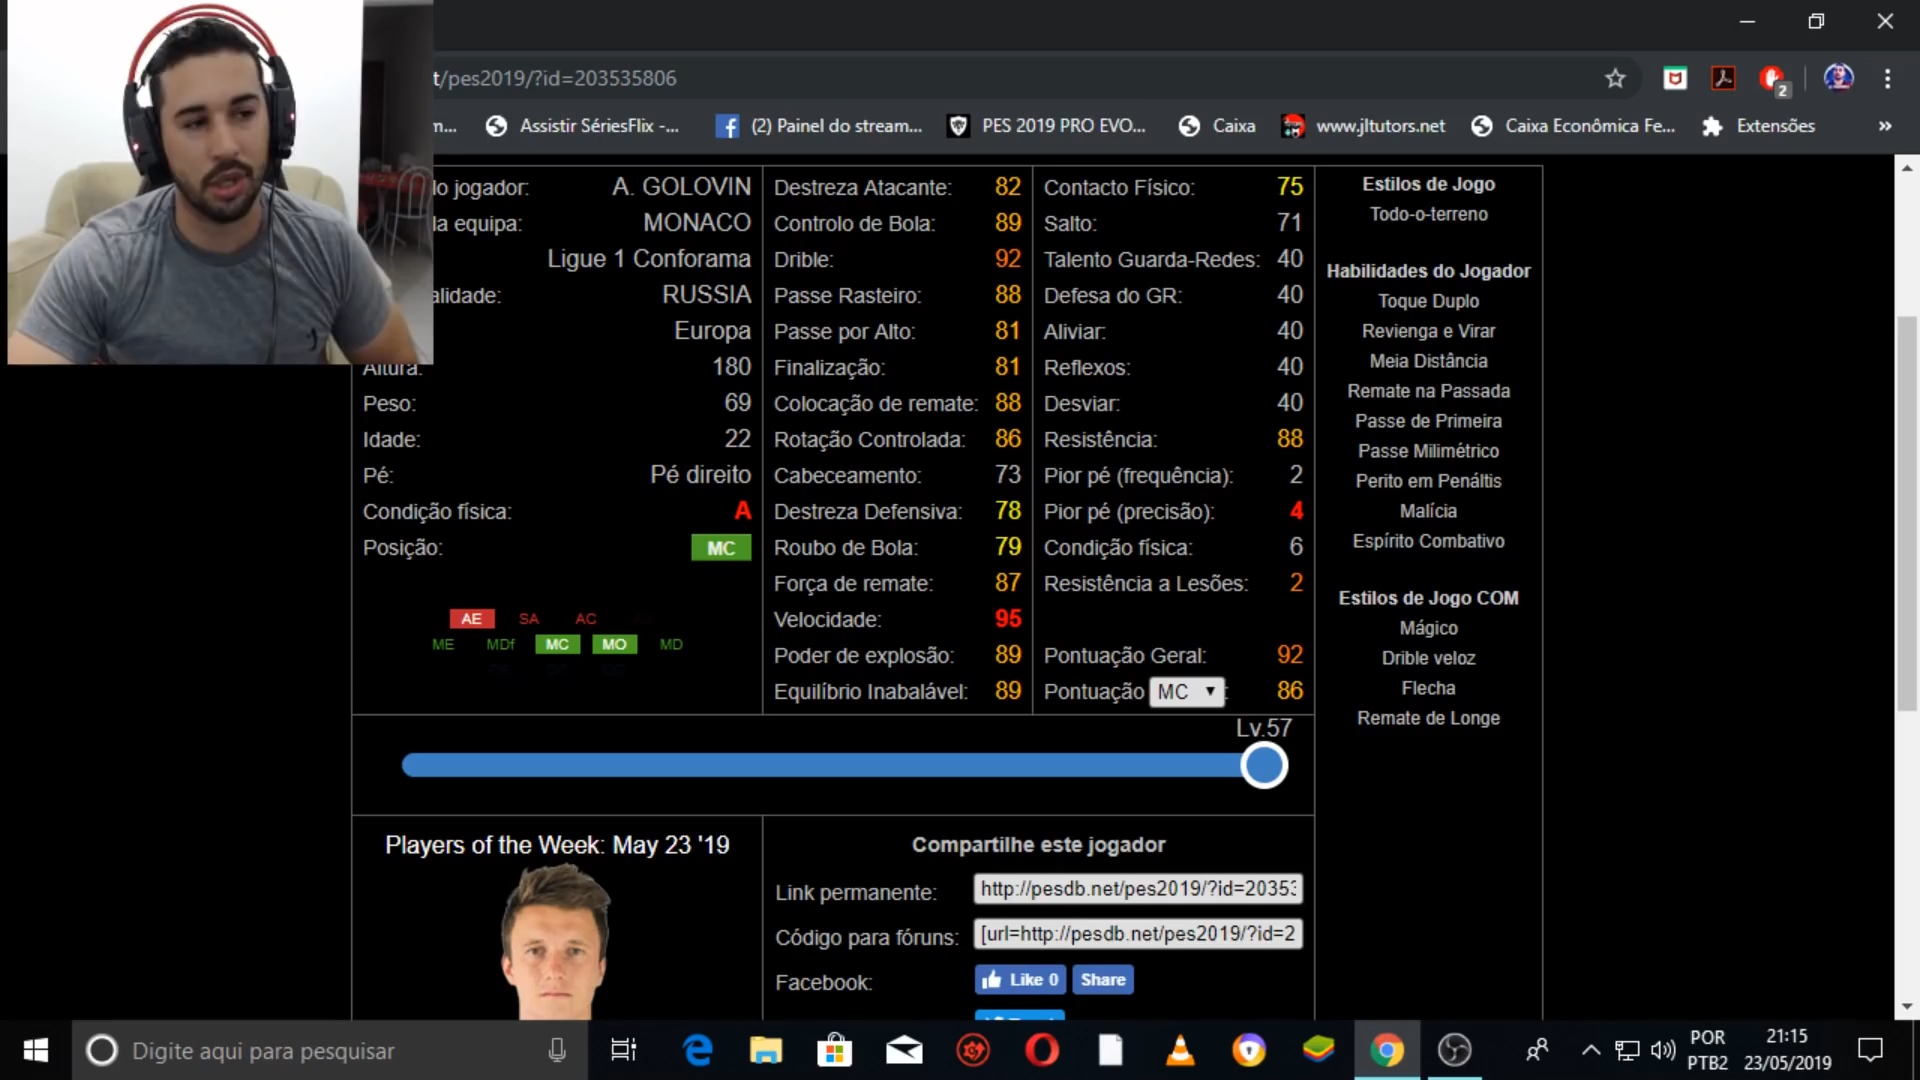 t/pes2019/?id=203535806
2
m...
Assistir SériesFlix -...
(2) Painel do stream...
PES 2019 PRO EVO...
Caixa
www.jltutors.net
Caixa Econômica Fe...
Extensões
»
lo jogador: A. GOLOVIN
la equipa: MONACO
Ligue 1 Conforama
alidade: RUSSIA
Europa
Altura: 180
Peso: 69
Idade: 22
Pé: Pé direito
Condição física: A
Posição: MC
AE SA AC
ME MDf MC MO MD
Destreza Atacante: 82
Controlo de Bola: 89
Drible: 92
Passe Rasteiro: 88
Passe por Alto: 81
Finalização: 81
Colocação de remate: 88
Rotação Controlada: 86
Cabeceamento: 73
Destreza Defensiva: 78
Roubo de Bola: 79
Força de remate: 87
Velocidade: 95
Poder de explosão: 89
Equilíbrio Inabalável: 89
Contacto Físico: 75
Salto: 71
Talento Guarda-Redes: 40
Defesa do GR: 40
Aliviar: 40
Reflexos: 40
Desviar: 40
Resistência: 88
Pior pé (frequência): 2
Pior pé (precisão): 4
Condição física: 6
Resistência a Lesões: 2
Pontuação Geral: 92
Pontuação MC : 86
Estilos de Jogo
Todo-o-terreno
Habilidades do Jogador
Toque Duplo
Revienga e Virar
Meia Distância
Remate na Passada
Passe de Primeira
Passe Milimétrico
Perito em Penáltis
Malícia
Espírito Combativo
Estilos de Jogo COM
Mágico
Drible veloz
Flecha
Remate de Longe
Lv.57
Players of the Week: May 23 '19
Compartilhe este jogador
Link permanente: http://pesdb.net/pes2019/?id=2035
Código para fóruns: [url=http://pesdb.net/pes2019/?id=2
Facebook: Like 0 Share
Digite aqui para pesquisar
POR
PTB2
21:15
23/05/2019